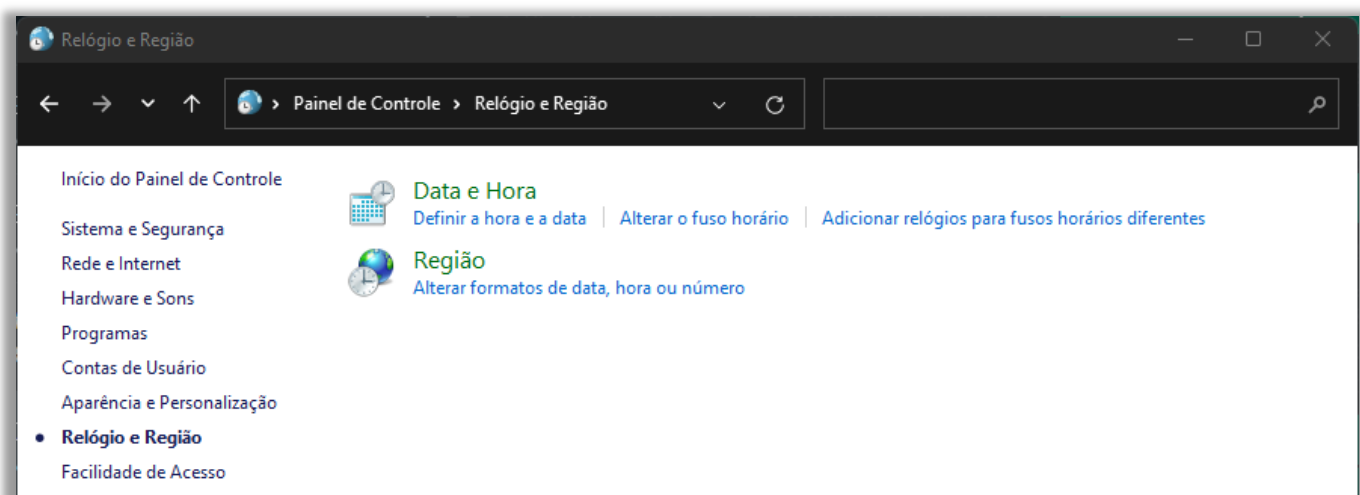 Relógio e Região
Painel de Controle › Relógio e Região
Início do Painel de Controle
Sistema e Segurança
Rede e Internet
Hardware e Sons
Programas
Contas de Usuário
Aparência e Personalização
• Relógio e Região
Facilidade de Acesso
Data e Hora
Definir a hora e a data | Alterar o fuso horário | Adicionar relógios para fusos horários diferentes
Região
Alterar formatos de data, hora ou número